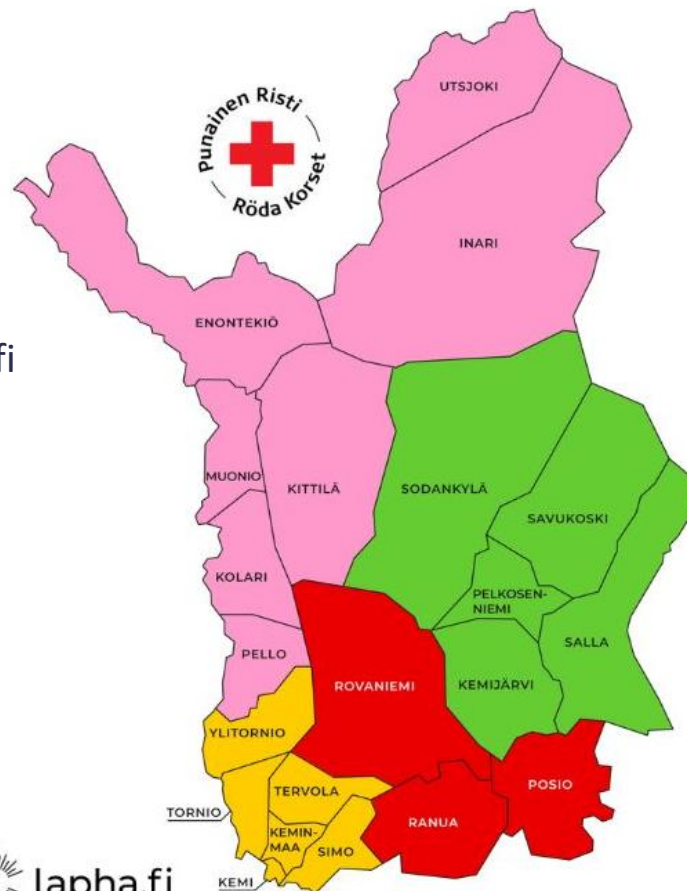 UTSJOKI
Punainen Risti
Röda Korset
INARI
ENONTEKIÖ
fi
MUONIO
KITTILÄ
SODANKYLÄ
SAVUKOSKI
KOLARI
PELKOSEN-
NIEMI
SALLA
PELLO
ROVANIEMI
KEMIJÄRVI
YLITORNIO
TERVOLA
POSIO
TORNIO
RANUA
KEMIN-
MAA
SIMO
lapha.fi
KEMI